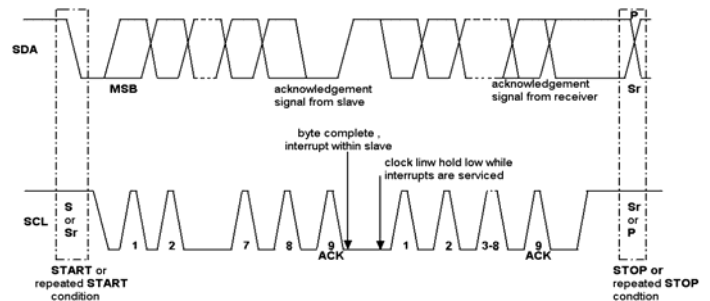 P
SDA
MSB
acknowledgement
signal from slave
acknowledgement
signal from receiver
Sr
byte complete ,
interrupt within slave
clock linw hold low while
interrupts are serviced
SCL
S
or
Sr
1
2
7
8
9
ACK
1
2
3-8
9
ACK
Sr
or
P
START or
repeated START
condition
STOP or
repeated STOP
condtion